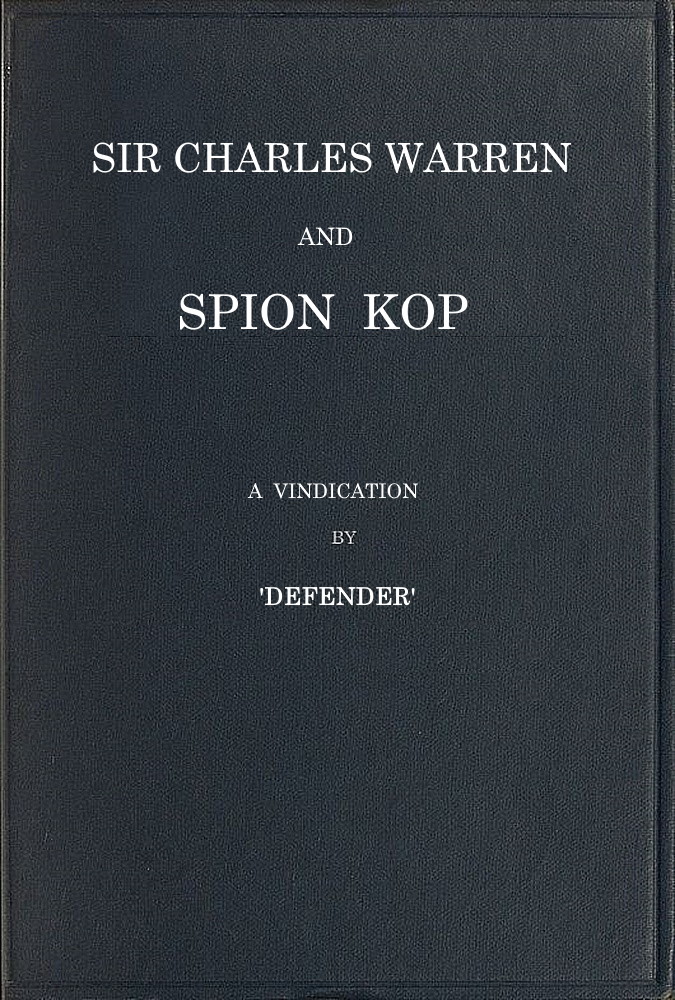 SIR CHARLES WARREN
AND
SPION KOP
A VINDICATION
BY
'DEFENDER'